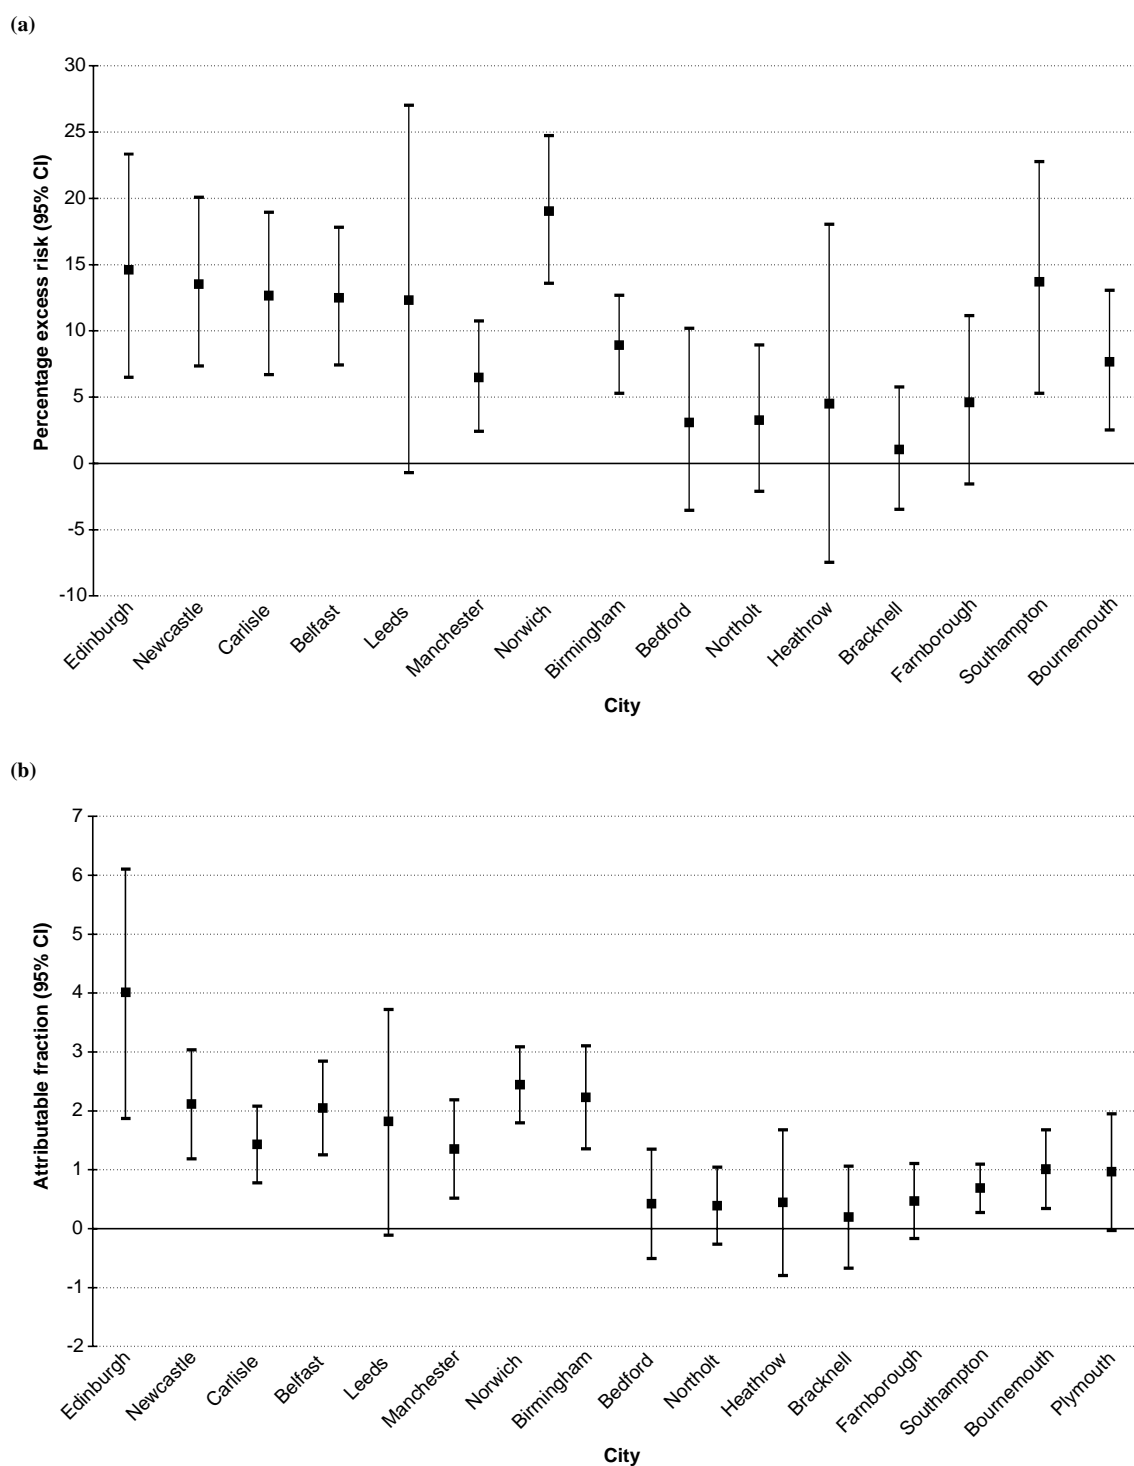 (a)
30
25
20
15
10
5
0
-5
-10
Percentage excess risk (95% CI)
Edinburgh
Newcastle
Carlisle
Belfast
Leeds
Manchester
Norwich
Birmingham
Bedford
Northolt
Heathrow
Bracknell
Farnborough
Southampton
Bournemouth
City
(b)
7
6
5
4
3
2
1
0
-1
-2
Attributable fraction (95% CI)
Edinburgh
Newcastle
Carlisle
Belfast
Leeds
Manchester
Norwich
Birmingham
Bedford
Northolt
Heathrow
Bracknell
Farnborough
Southampton
Bournemouth
Plymouth
City